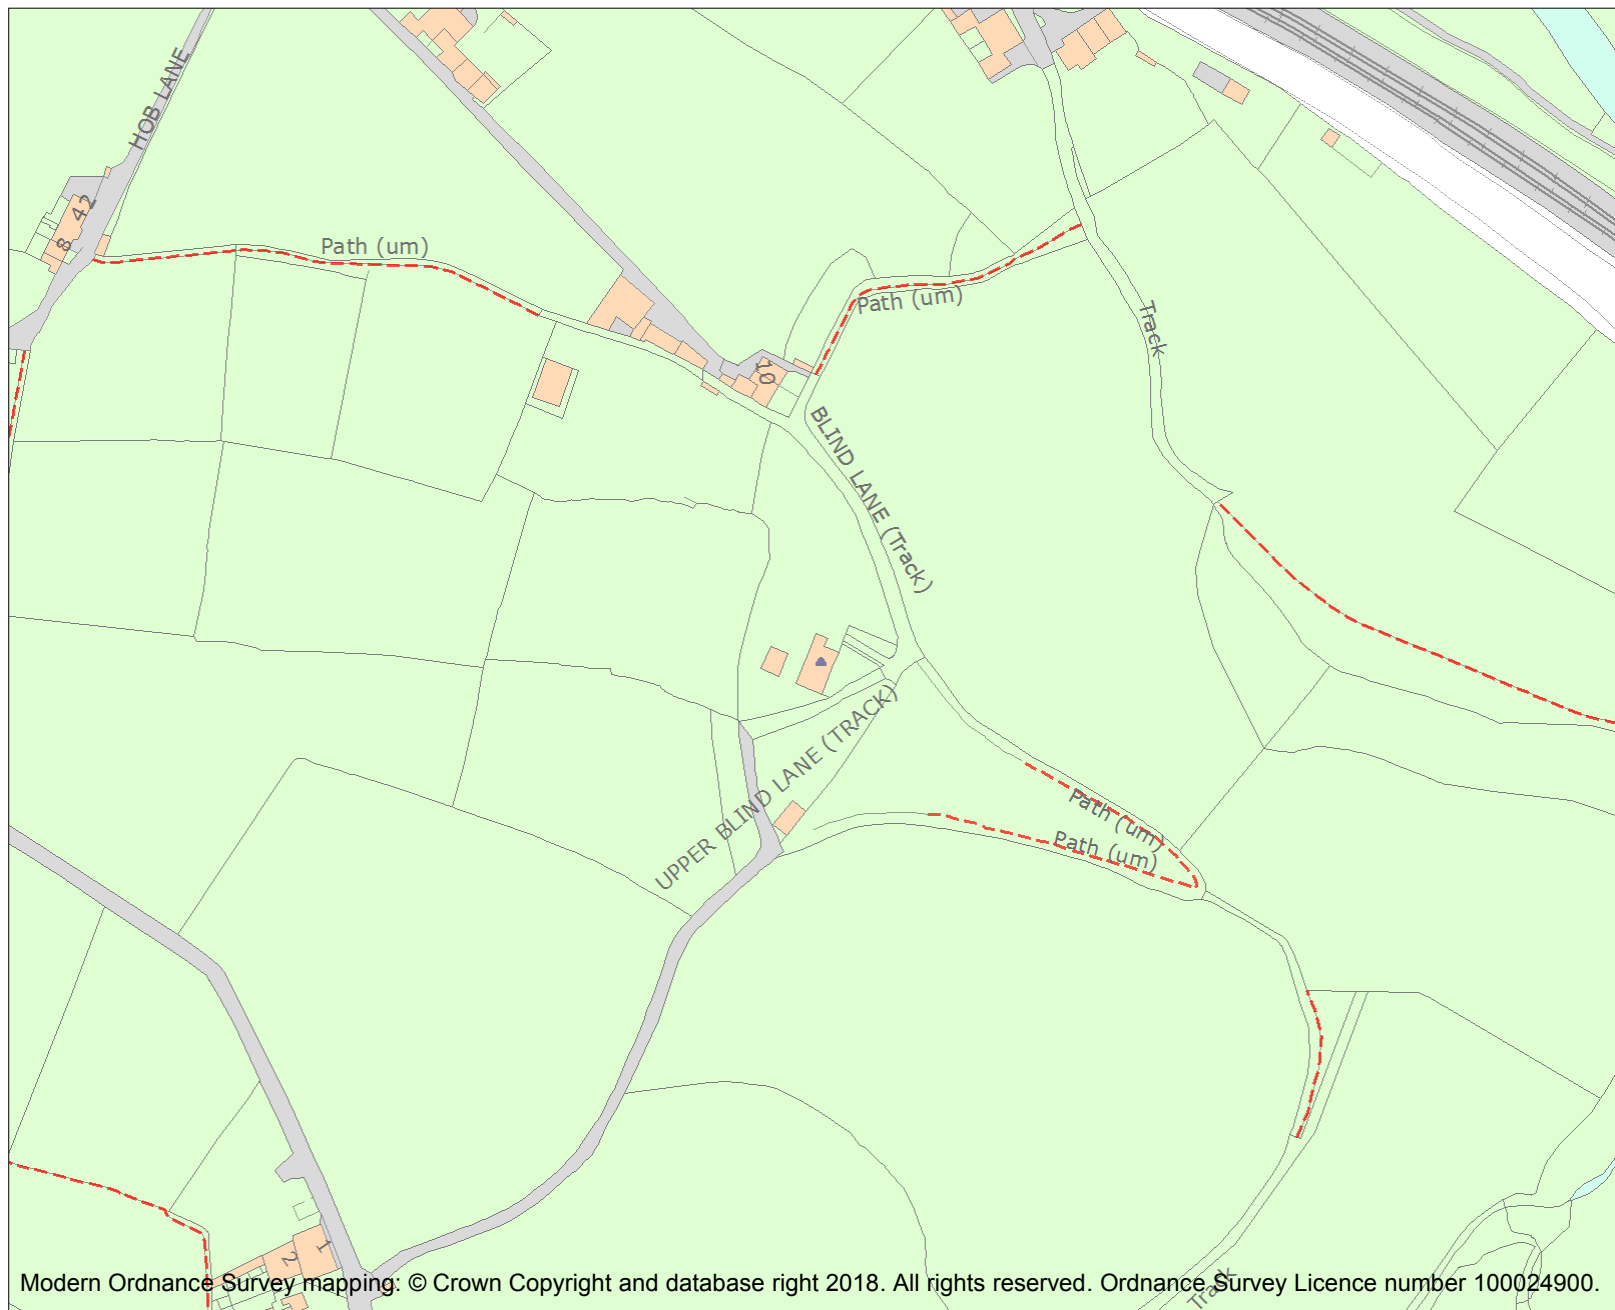 HOB LANE
42
8
Path (um)
Path (um)
Track
10
BLIND LANE (Track)
UPPER BLIND LANE (TRACK)
Path (um)
Path (um)
1
2
Track
Modern Ordnance Survey mapping: © Crown Copyright and database right 2018. All rights reserved. Ordnance Survey Licence number 100024900.